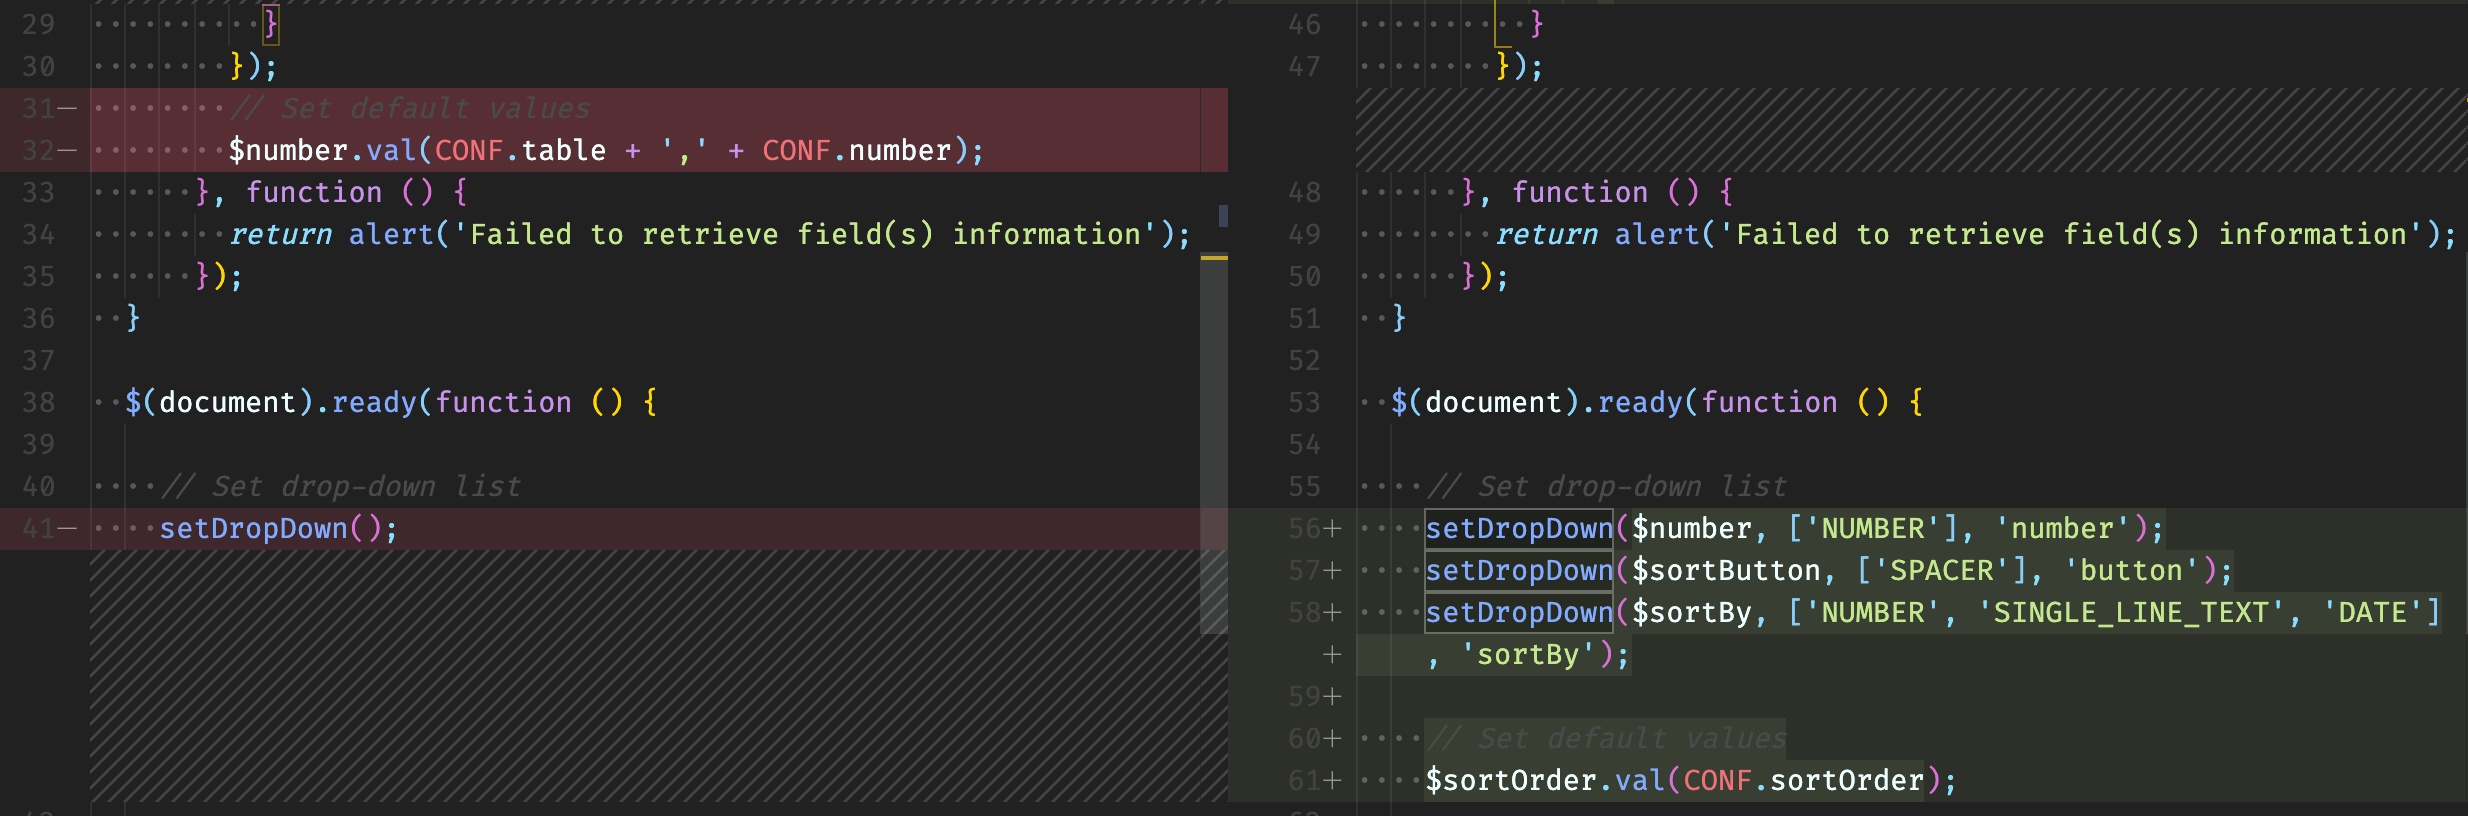 29 }
30 });
31— // Set default values
32— $number.val(CONF.table + ',' + CONF.number);
33 }, function () {
34 return alert('Failed to retrieve field(s) information');
35 });
36 }
37
38 $(document).ready(function () {
39
40 // Set drop-down list
41— setDropDown();
46 }
47 });
48 }, function () {
49 return alert('Failed to retrieve field(s) information');
50 });
51 }
52
53 $(document).ready(function () {
54
55 // Set drop-down list
56+ setDropDown($number, ['NUMBER'], 'number');
57+ setDropDown($sortButton, ['SPACER'], 'button');
58+ setDropDown($sortBy, ['NUMBER', 'SINGLE_LINE_TEXT', 'DATE']
+ , 'sortBy');
59+
60+ // Set default values
61+ $sortOrder.val(CONF.sortOrder);